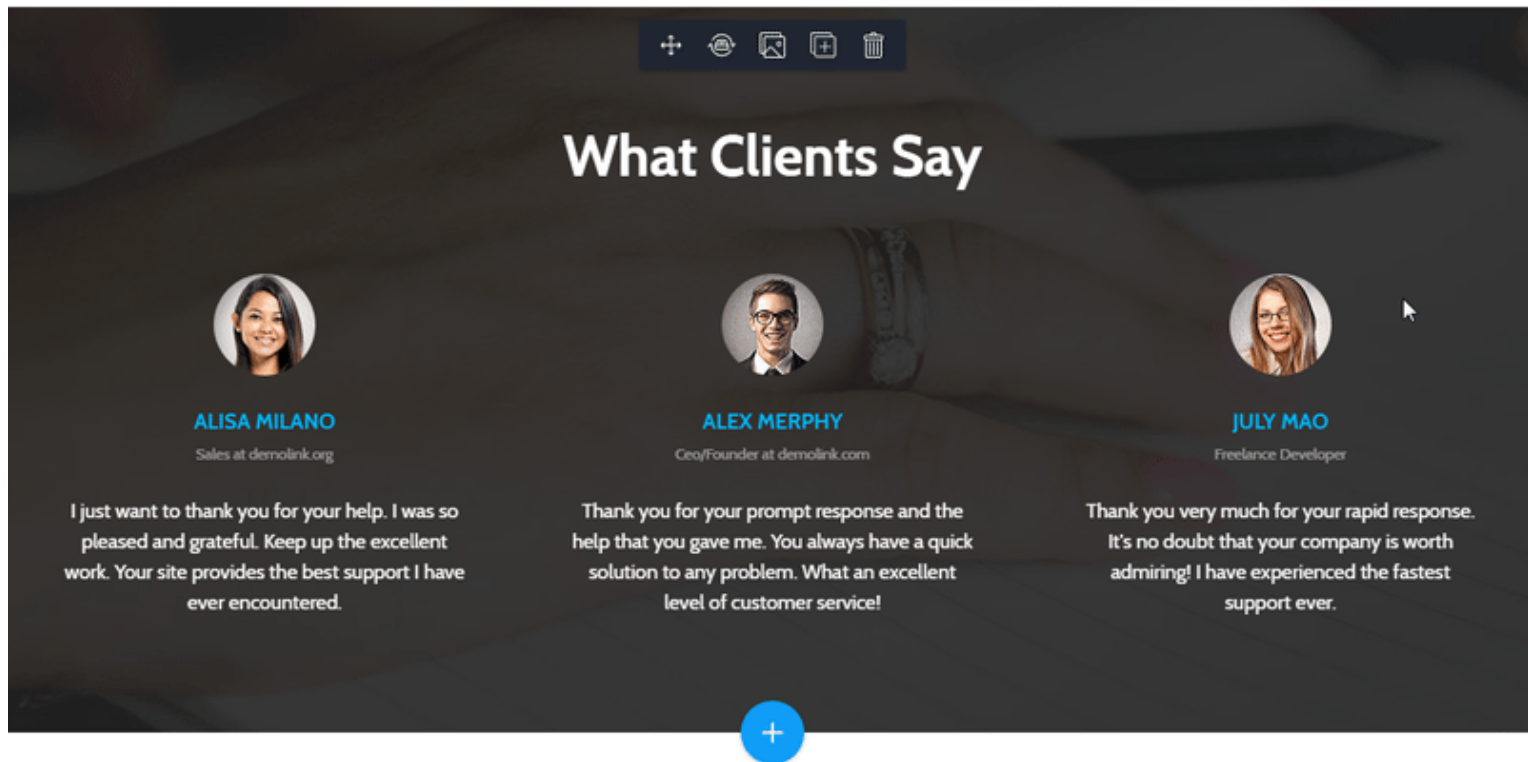 What Clients Say
ALISA MILANO
Sales at demolink.org
I just want to thank you for your help. I was so
pleased and grateful. Keep up the excellent
work. Your site provides the best support I have
ever encountered.
ALEX MERPHY
Ceo/Founder at demolink.com
Thank you for your prompt response and the
help that you gave me. You always have a quick
solution to any problem. What an excellent
level of customer service!
JULY MAO
Freelance Developer
Thank you very much for your rapid response.
It's no doubt that your company is worth
admiring! I have experienced the fastest
support ever.